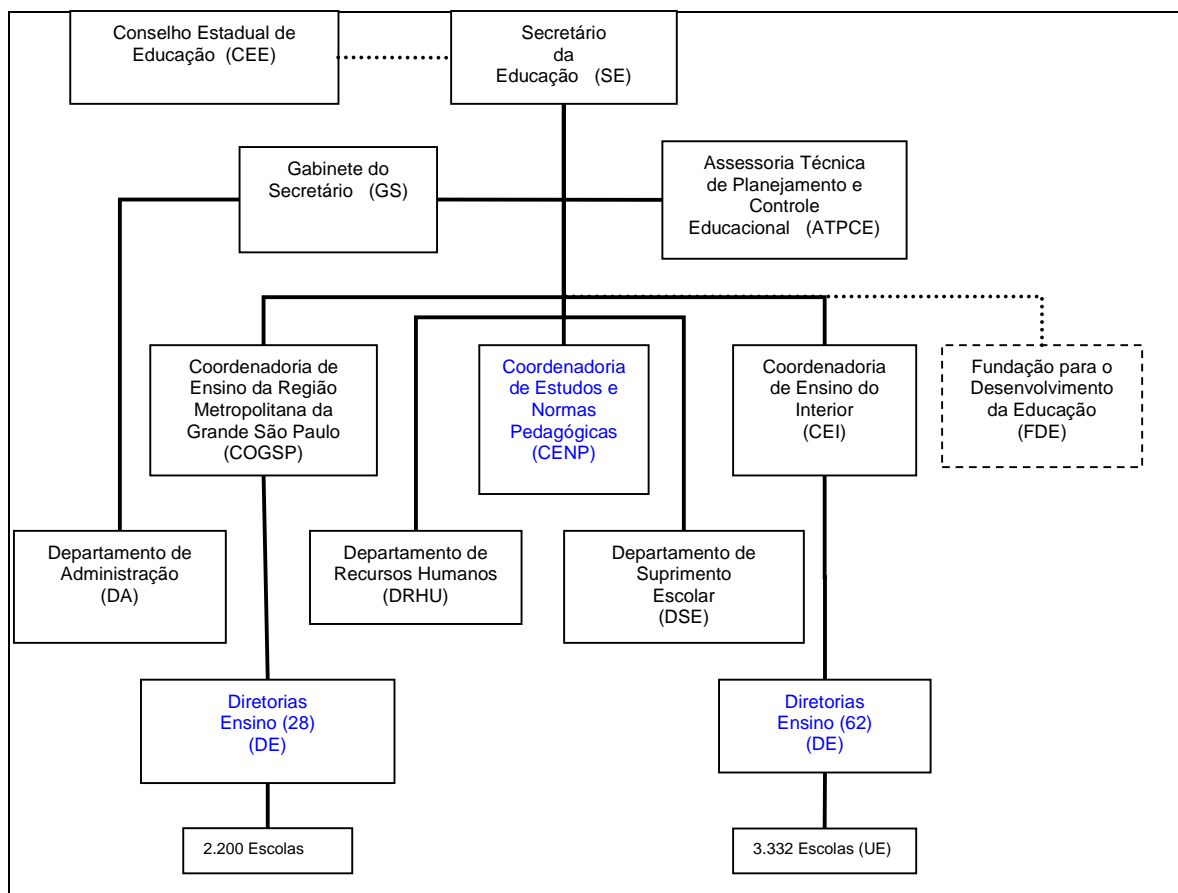 Conselho Estadual de
Educação (CEE)
Secretário
da
Educação (SE)
Gabinete do
Secretário (GS)
Assessoria Técnica
de Planejamento e
Controle
Educacional (ATPCE)
Coordenadoria de
Ensino da Região
Metropolitana da
Grande São Paulo
(COGSP)
Coordenadoria
de Estudos e
Normas
Pedagógicas
(CENP)
Coordenadoria
de Ensino do
Interior
(CEI)
Fundação para o
Desenvolvimento
da Educação
(FDE)
Departamento de
Administração
(DA)
Departamento de
Recursos Humanos
(DRHU)
Departamento de
Suprimento
Escolar
(DSE)
Diretorias
Ensino (28)
(DE)
Diretorias
Ensino (62)
(DE)
2.200 Escolas
3.332 Escolas (UE)